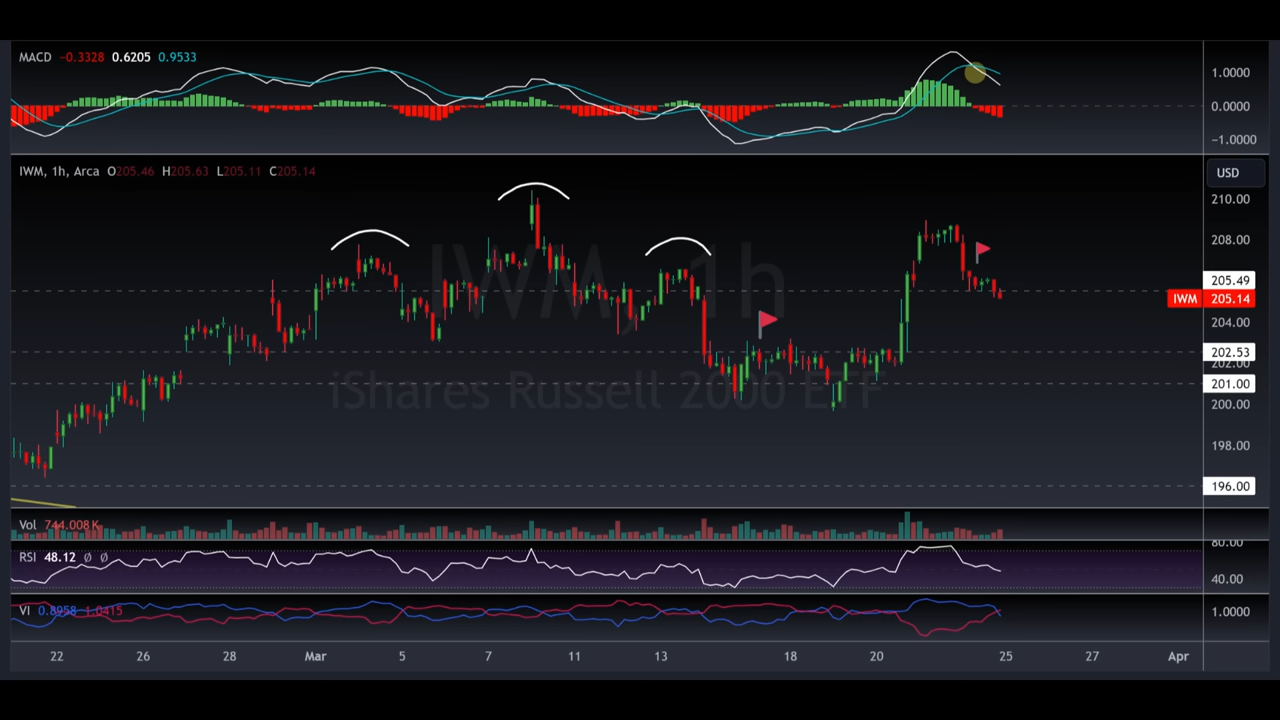 MACD −0.3328 0.6205 0.9533
1.0000
0.0000
−1.0000
IWM, 1h, Arca O205.46 H205.63 L205.11 C205.14
USD
210.00
208.00
205.49
IWM 205.14
204.00
202.53
202.00
201.00
200.00
198.00
196.00
IWM, 1h
iShares Russell 2000 ETF
Vol 744.008K
RSI 48.12 Ø Ø
80.00
40.00
VI 0.8958 1.0415
1.0000
22 26 28 Mar 5 7 11 13 18 20 25 27 Apr